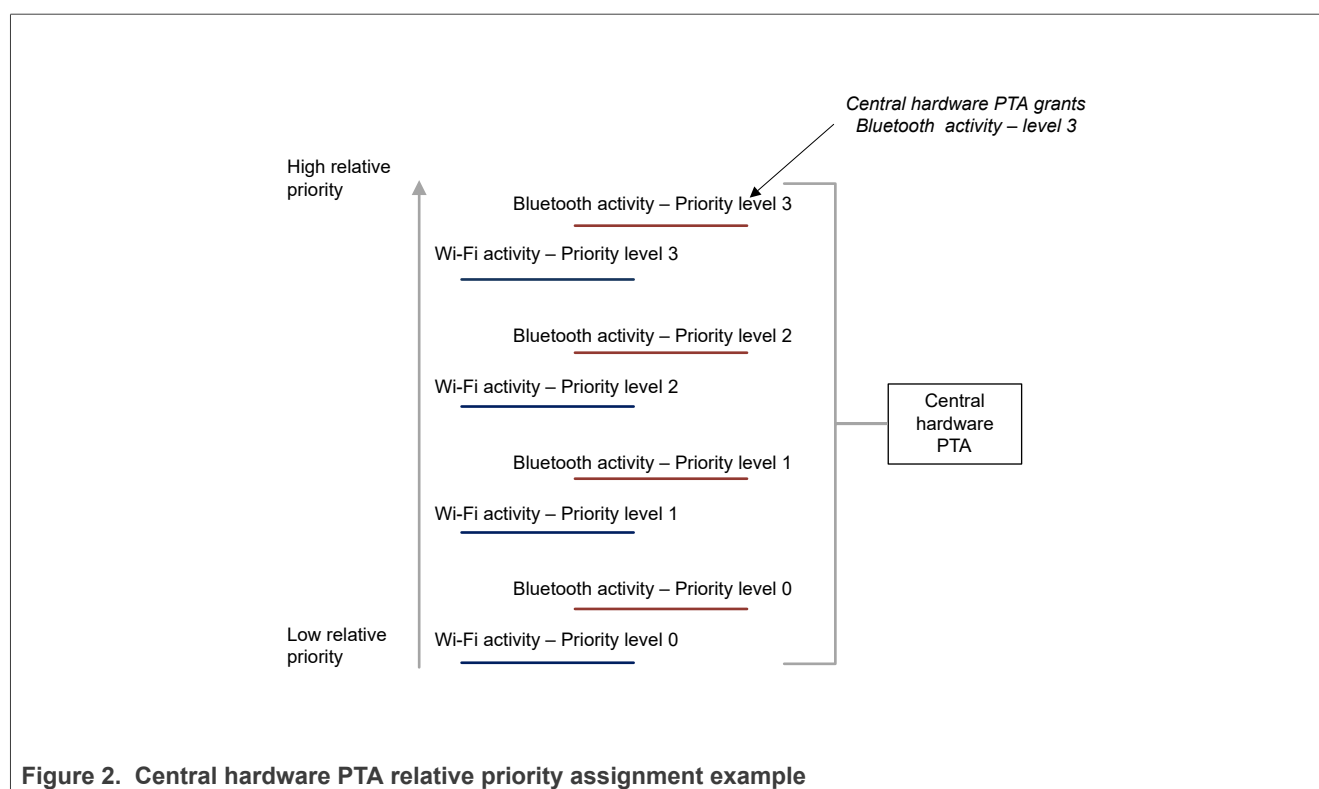 Central hardware PTA grants
Bluetooth activity – level 3
High relative
priority
Bluetooth activity – Priority level 3
Wi-Fi activity – Priority level 3
Bluetooth activity – Priority level 2
Wi-Fi activity – Priority level 2
Central
hardware
PTA
Bluetooth activity – Priority level 1
Wi-Fi activity – Priority level 1
Bluetooth activity – Priority level 0
Low relative
priority
Wi-Fi activity – Priority level 0
Figure 2. Central hardware PTA relative priority assignment example